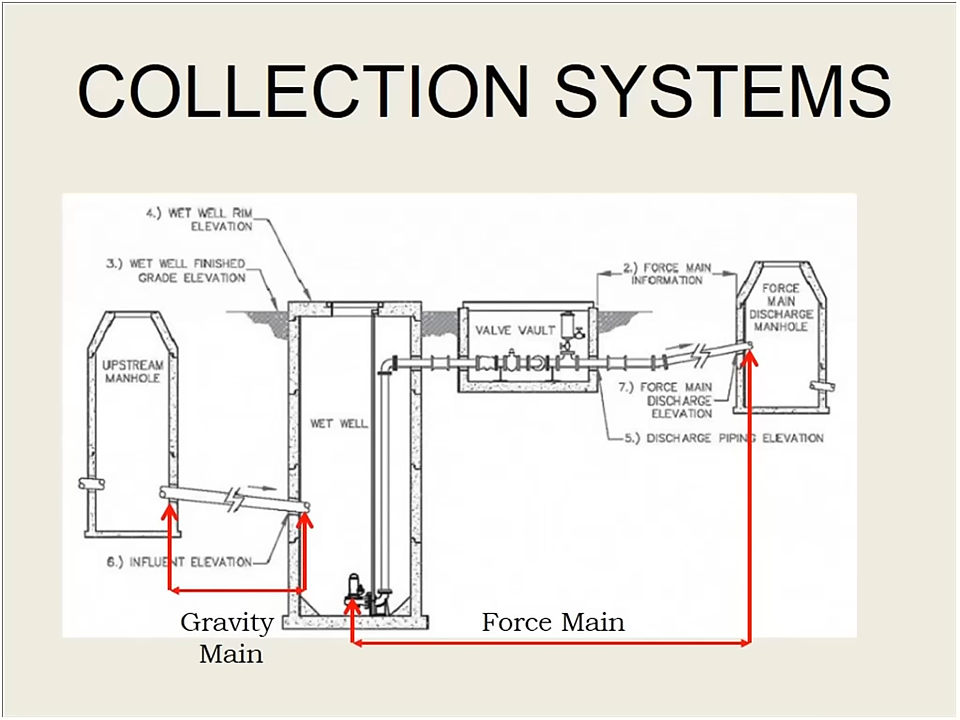 COLLECTION SYSTEMS
4.) WET WELL RIM
ELEVATION
3.) WET WELL FINISHED
GRADE ELEVATION
2.) FORCE MAIN
INFORMATION
FORCE
MAIN
DISCHARGE
MANHOLE
VALVE VAULT
UPSTREAM
MANHOLE
7.) FORCE MAIN
DISCHARGE
ELEVATION
WET WELL
5.) DISCHARGE PIPING ELEVATION
6.) INFLUENT ELEVATION
Gravity
Main
Force Main